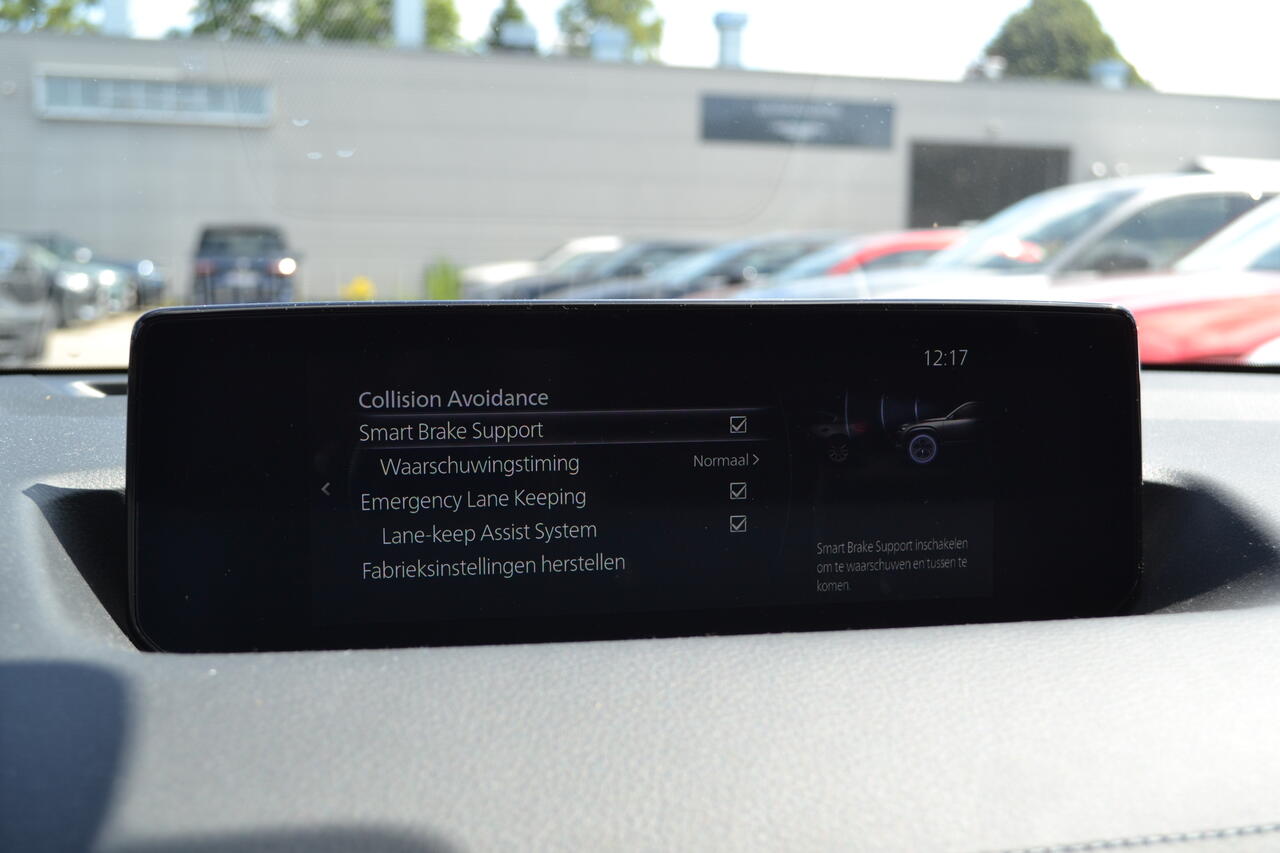 12:17
Collision Avoidance
Smart Brake Support
Waarschuwingstiming Normaal
Emergency Lane Keeping
Lane-keep Assist System
Fabrieksinstellingen herstellen
Smart Brake Support inschakelen
om te waarschuwen en tussen te
komen.